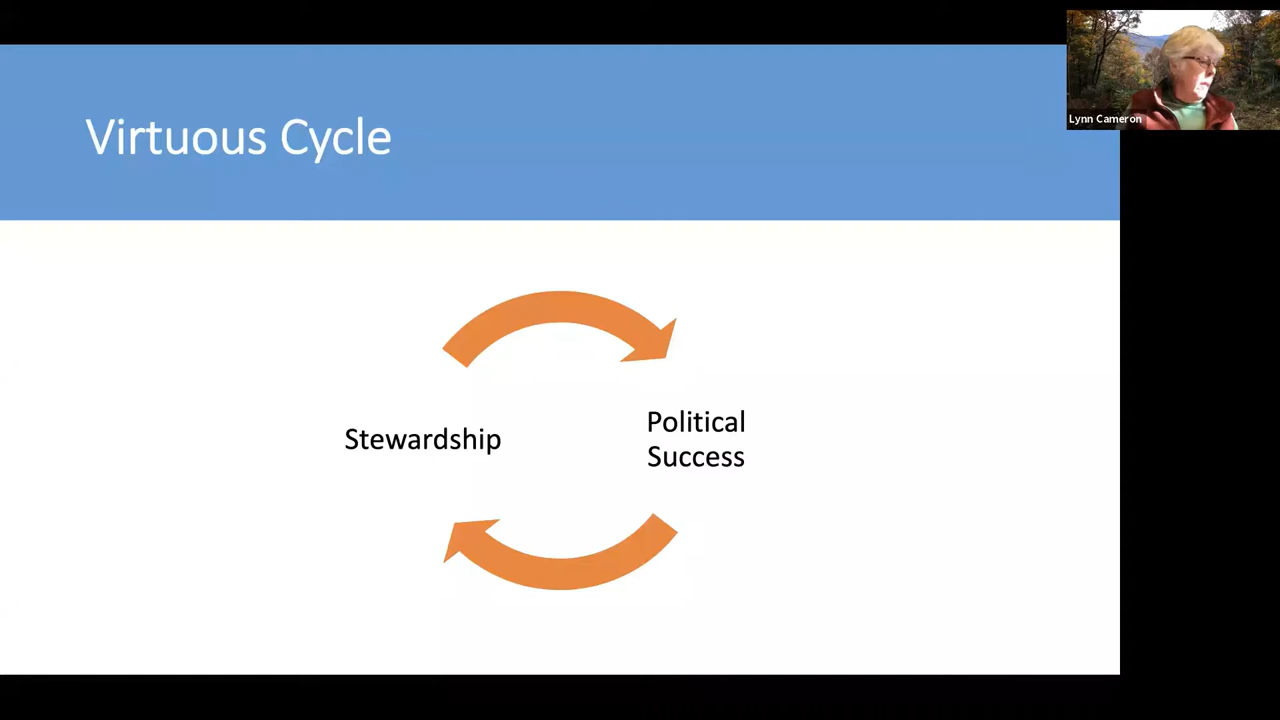 Virtuous Cycle
Lynn Cameron
Stewardship
Political
Success